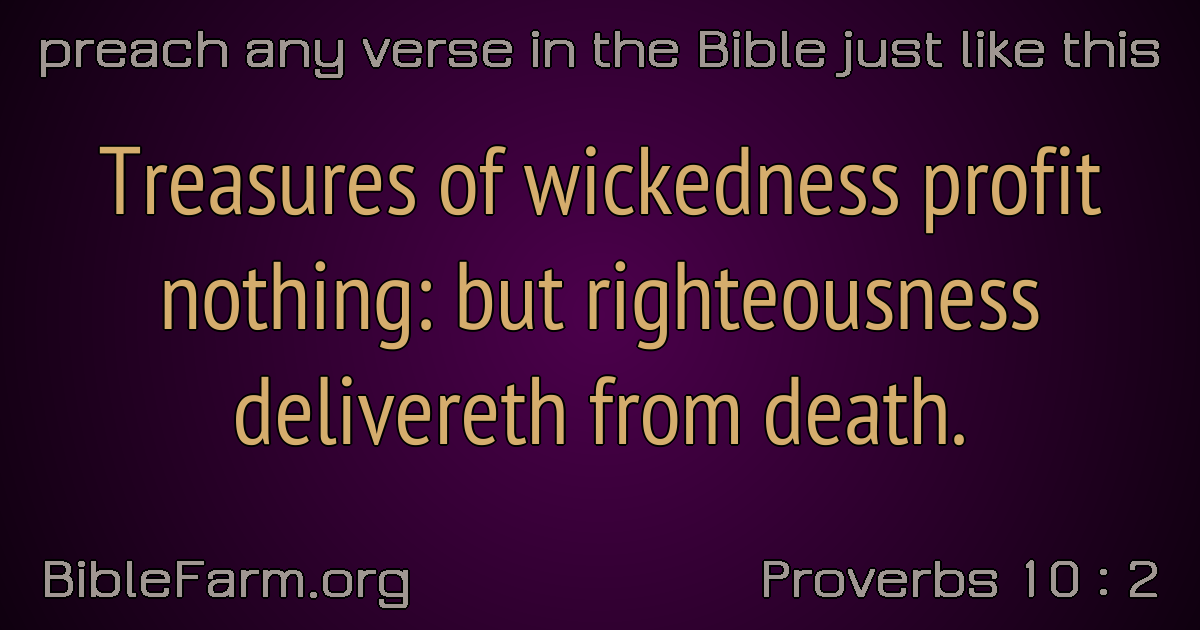 preach any verse in the Bible just like this
Treasures of wickedness profit
nothing: but righteousness
delivereth from death.
BibleFarm.org
Proverbs 10 : 2